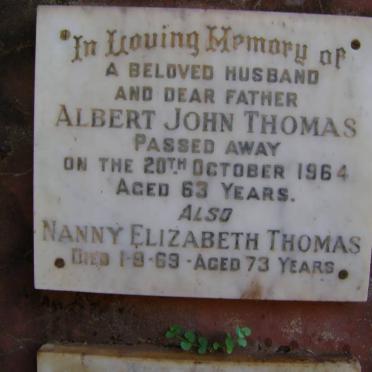 In Loving Memory of
A BELOVED HUSBAND
AND DEAR FATHER
ALBERT JOHN THOMAS
PASSED AWAY
ON THE 20TH OCTOBER 1964
AGED 63 YEARS.
ALSO
NANNY ELIZABETH THOMAS
DIED 1-9-69-AGED 73 YEARS